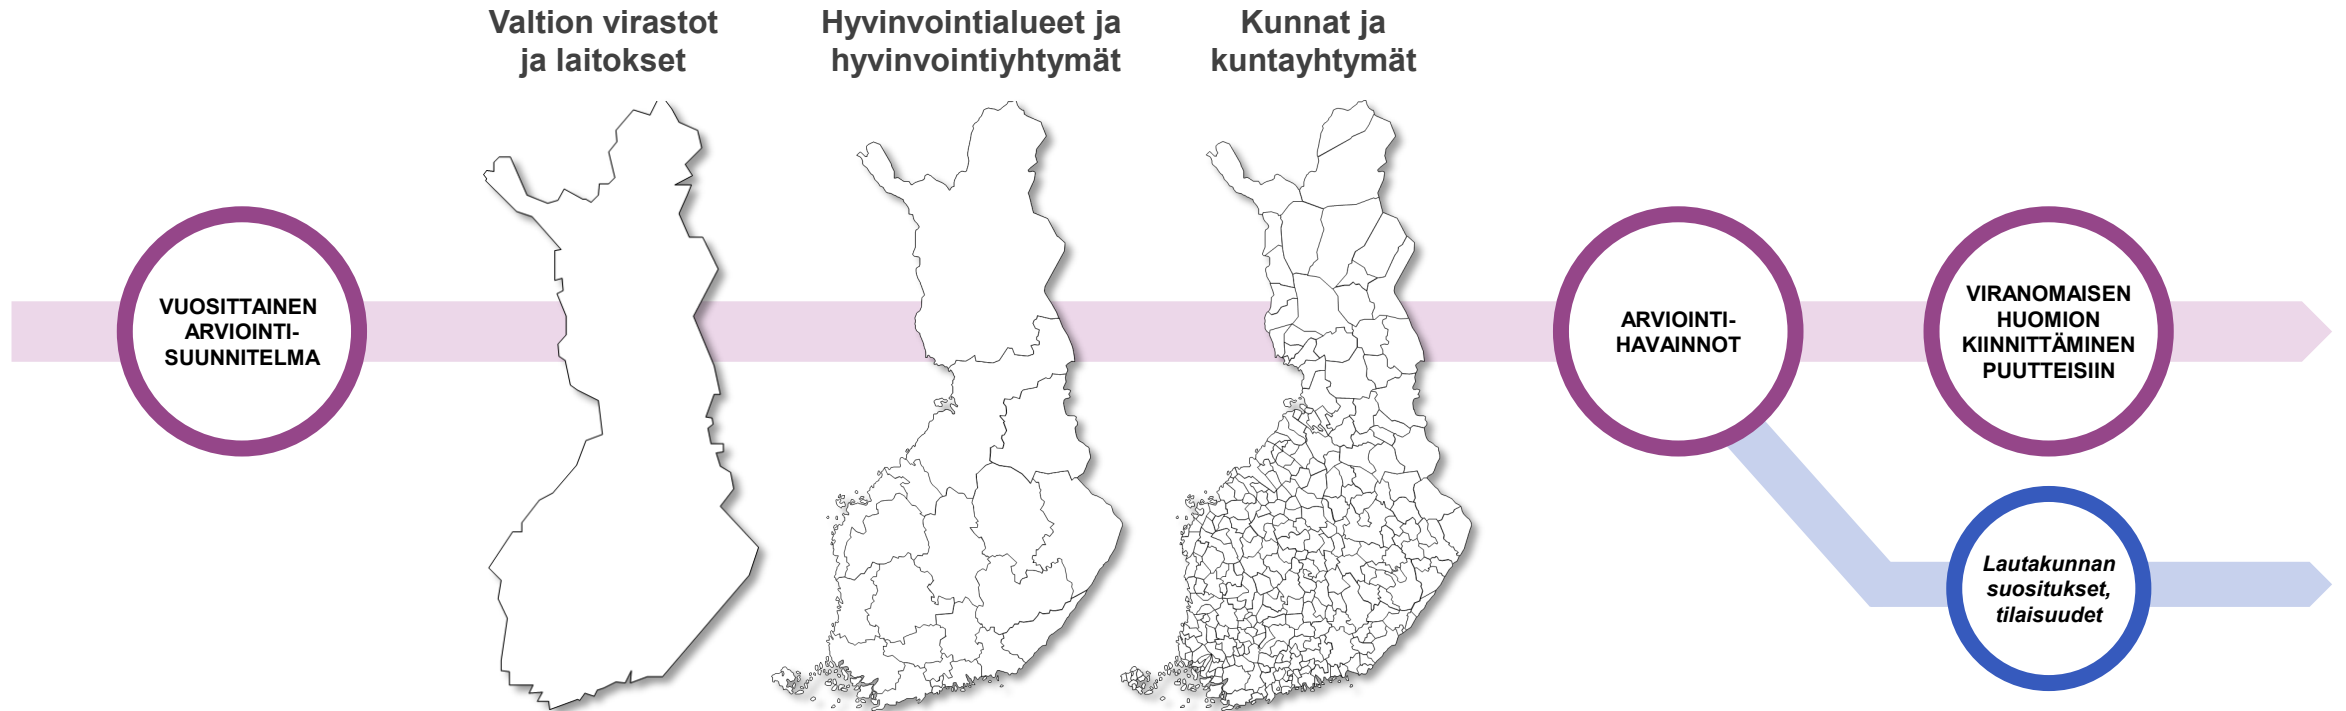 Valtion virastot
ja laitokset
Hyvinvointialueet ja
hyvinvointiyhtymät
Kunnat ja
kuntayhtymät
VUOSITTAINEN
ARVIOINTI-
SUUNNITELMA
ARVIOINTI-
HAVAINNOT
VIRANOMAISEN
HUOMION
KIINNITTÄMINEN
PUUTTEISIIN
Lautakunnan
suositukset,
tilaisuudet